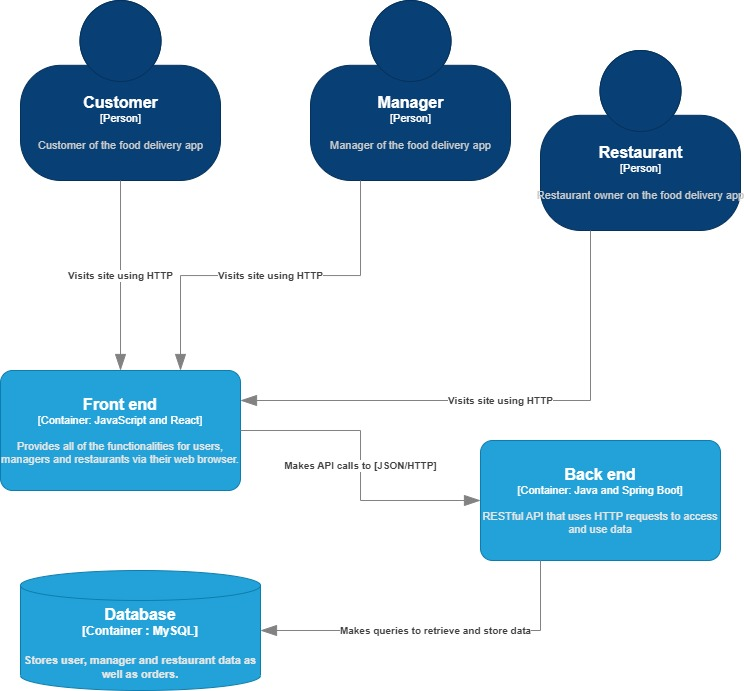 Customer
[Person]
Customer of the food delivery app
Manager
[Person]
Manager of the food delivery app
Restaurant
[Person]
Restaurant owner on the food delivery app
Visits site using HTTP
Visits site using HTTP
Visits site using HTTP
Front end
[Container: JavaScript and React]
Provides all of the functionalities for users,
managers and restaurants via their web browser.
Makes API calls to [JSON/HTTP]
Back end
[Container: Java and Spring Boot]
RESTful API that uses HTTP requests to access
and use data
Database
[Container : MySQL]
Stores user, manager and restaurant data as
well as orders.
Makes queries to retrieve and store data